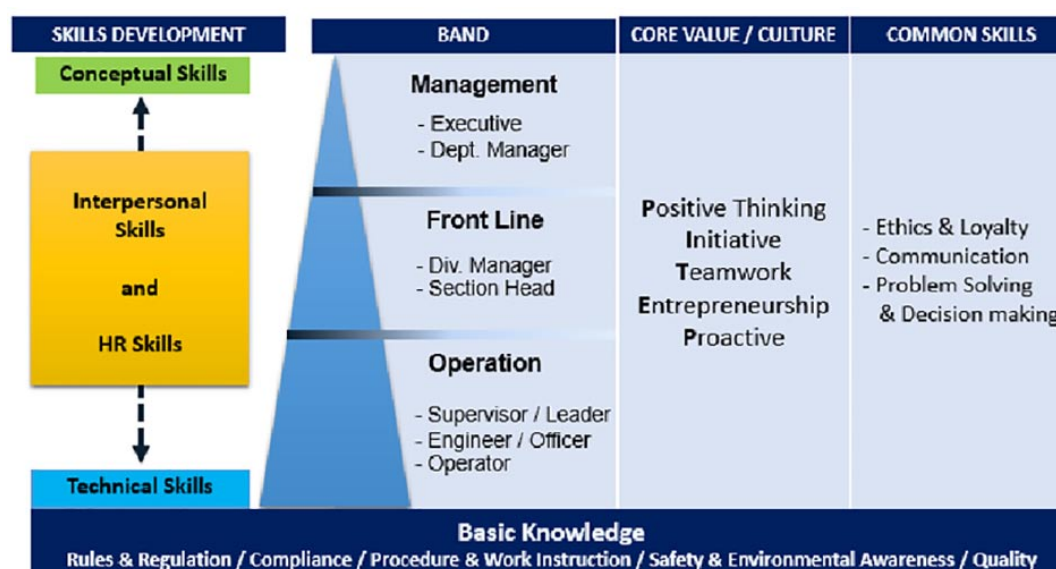 SKILLS DEVELOPMENT
Conceptual Skills
Interpersonal
Skills
and
HR Skills
Technical Skills
BAND
Management
- Executive
- Dept. Manager
Front Line
- Div. Manager
- Section Head
Operation
- Supervisor / Leader
- Engineer / Officer
- Operator
CORE VALUE / CULTURE
Positive Thinking
Initiative
Teamwork
Entrepreneurship
Proactive
COMMON SKILLS
- Ethics & Loyalty
- Communication
- Problem Solving
& Decision making
Basic Knowledge
Rules & Regulation / Compliance / Procedure & Work Instruction / Safety & Environmental Awareness / Quality